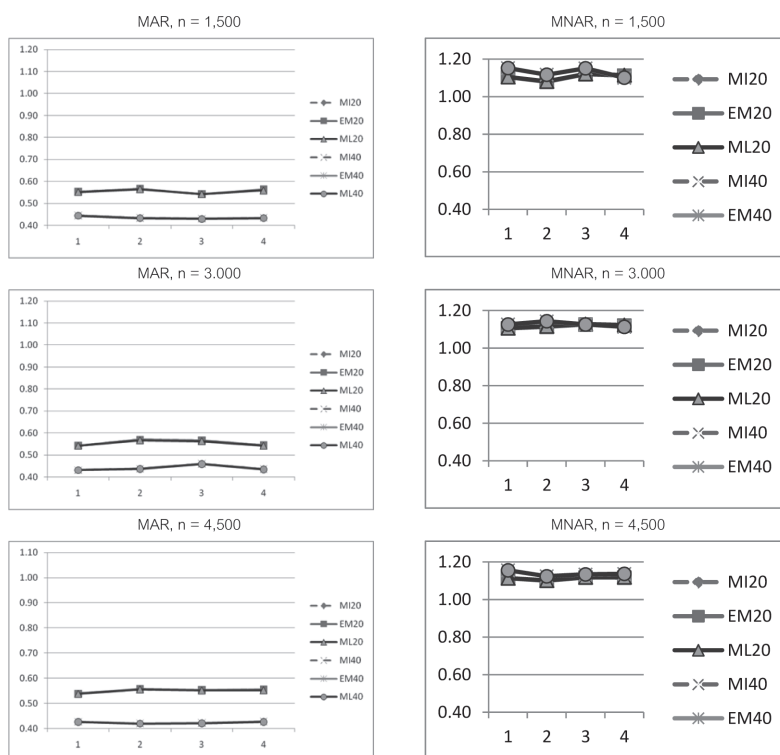 MAR, n = 1,500
1.20
1.10
1.00
0.90
0.80
0.70
0.60
0.50
0.40
1 2 3 4
MI20
EM20
ML20
MI40
EM40
ML40
MNAR, n = 1,500
1.20
1.00
0.80
0.60
0.40
1 2 3 4
MI20
EM20
ML20
MI40
EM40
MAR, n = 3.000
1.20
1.10
1.00
0.90
0.80
0.70
0.60
0.50
0.40
1 2 3 4
MI20
EM20
ML20
MI40
EM40
ML40
MNAR, n = 3.000
1.20
1.00
0.80
0.60
0.40
1 2 3 4
MI20
EM20
ML20
MI40
EM40
MAR, n = 4,500
1.10
1.00
0.90
0.80
0.70
0.60
0.50
0.40
1 2 3 4
MI20
EM20
ML20
MI40
EM40
ML40
MNAR, n = 4,500
1.20
1.00
0.80
0.60
0.40
1 2 3 4
MI20
EM20
ML20
MI40
EM40